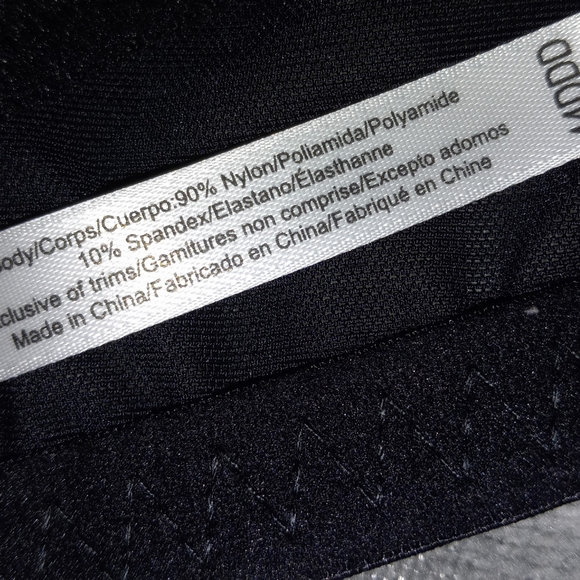 ody/Corps/Cuerpo:90% Nylon/Poliamida/Polyamide
10% Spandex/Elastano/Élasthanne
clusive of trims/Garnitures non comprise/Excepto adornos
Made in China/Fabricado en China/Fabriqué en Chine